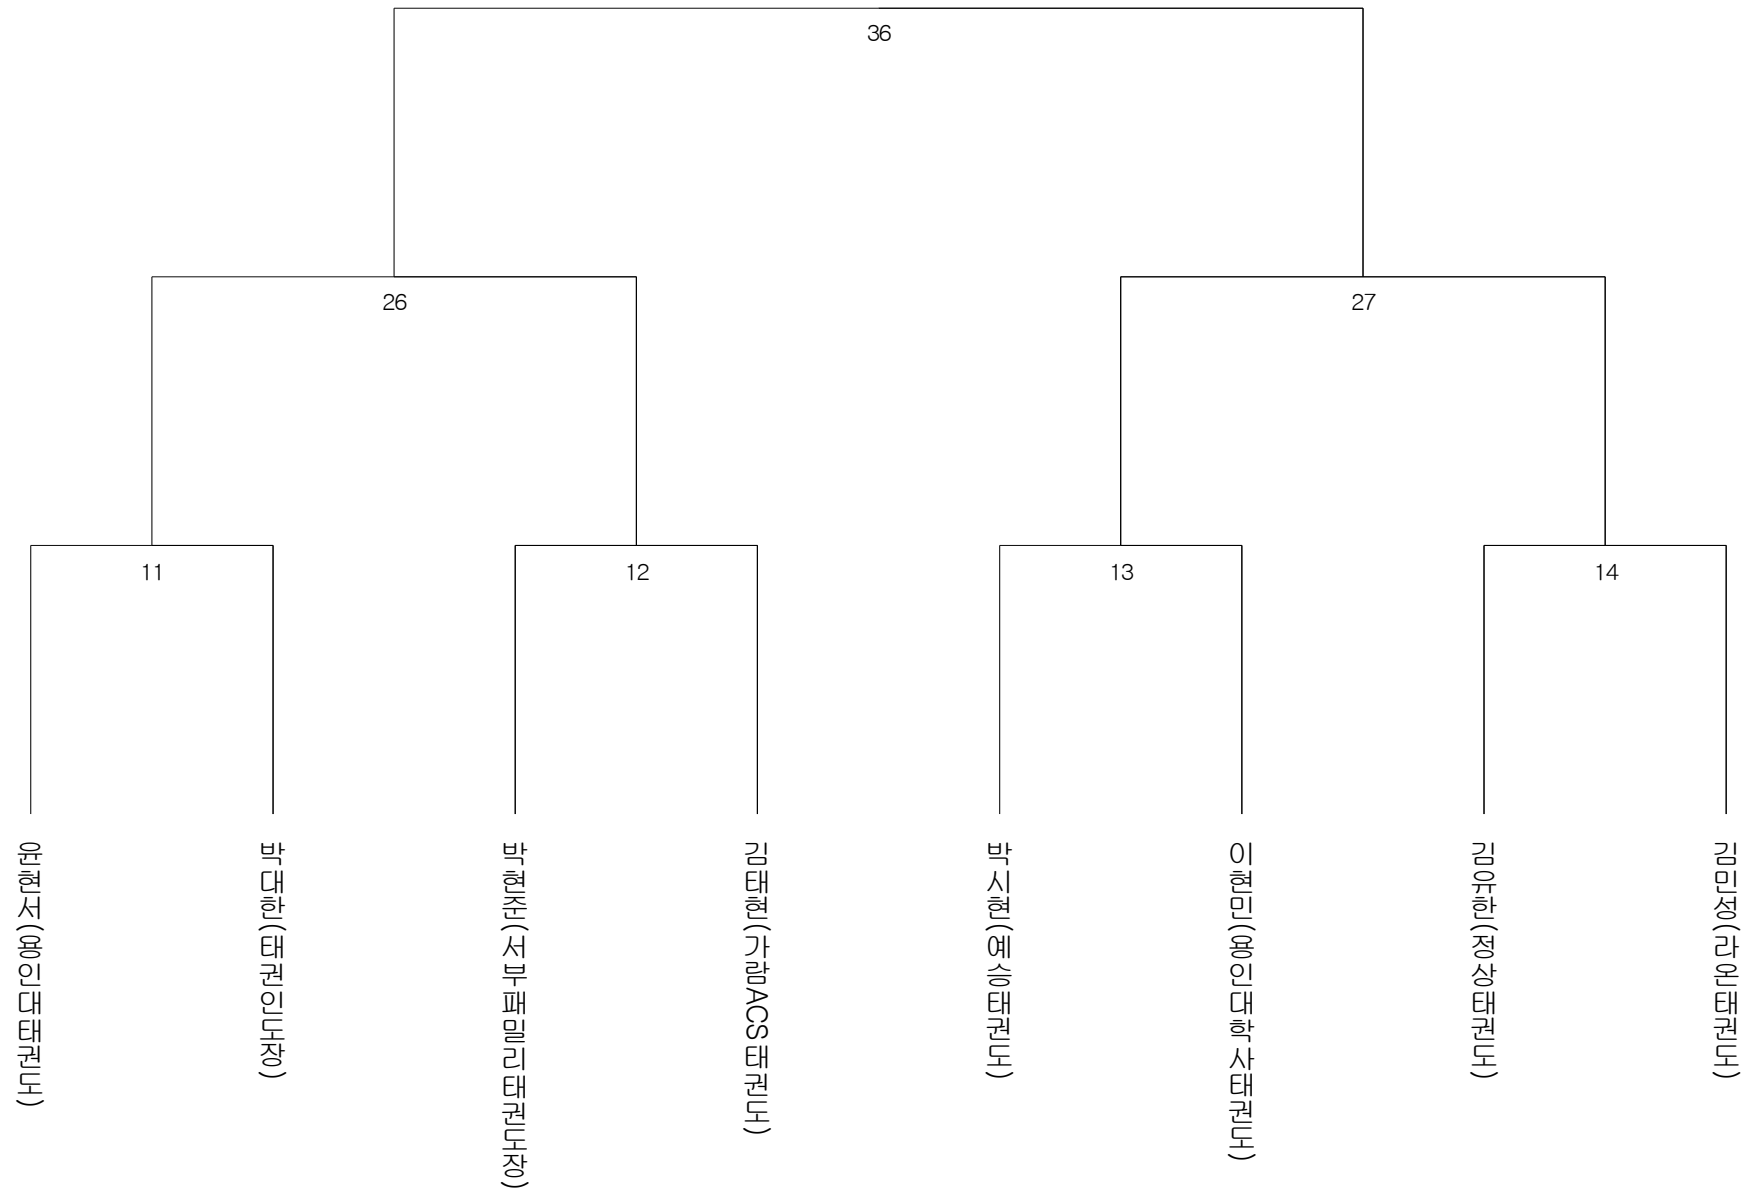 36
26
27
11
12
13
14
윤현서(용인대태권도)
박대한(태권인도장)
박현준(서부패밀리태권도장)
김태현(가람ACS태권도)
박시현(예승태권도)
이현민(용인대학사태권도)
김유한(정상태권도)
김민성(라온태권도)